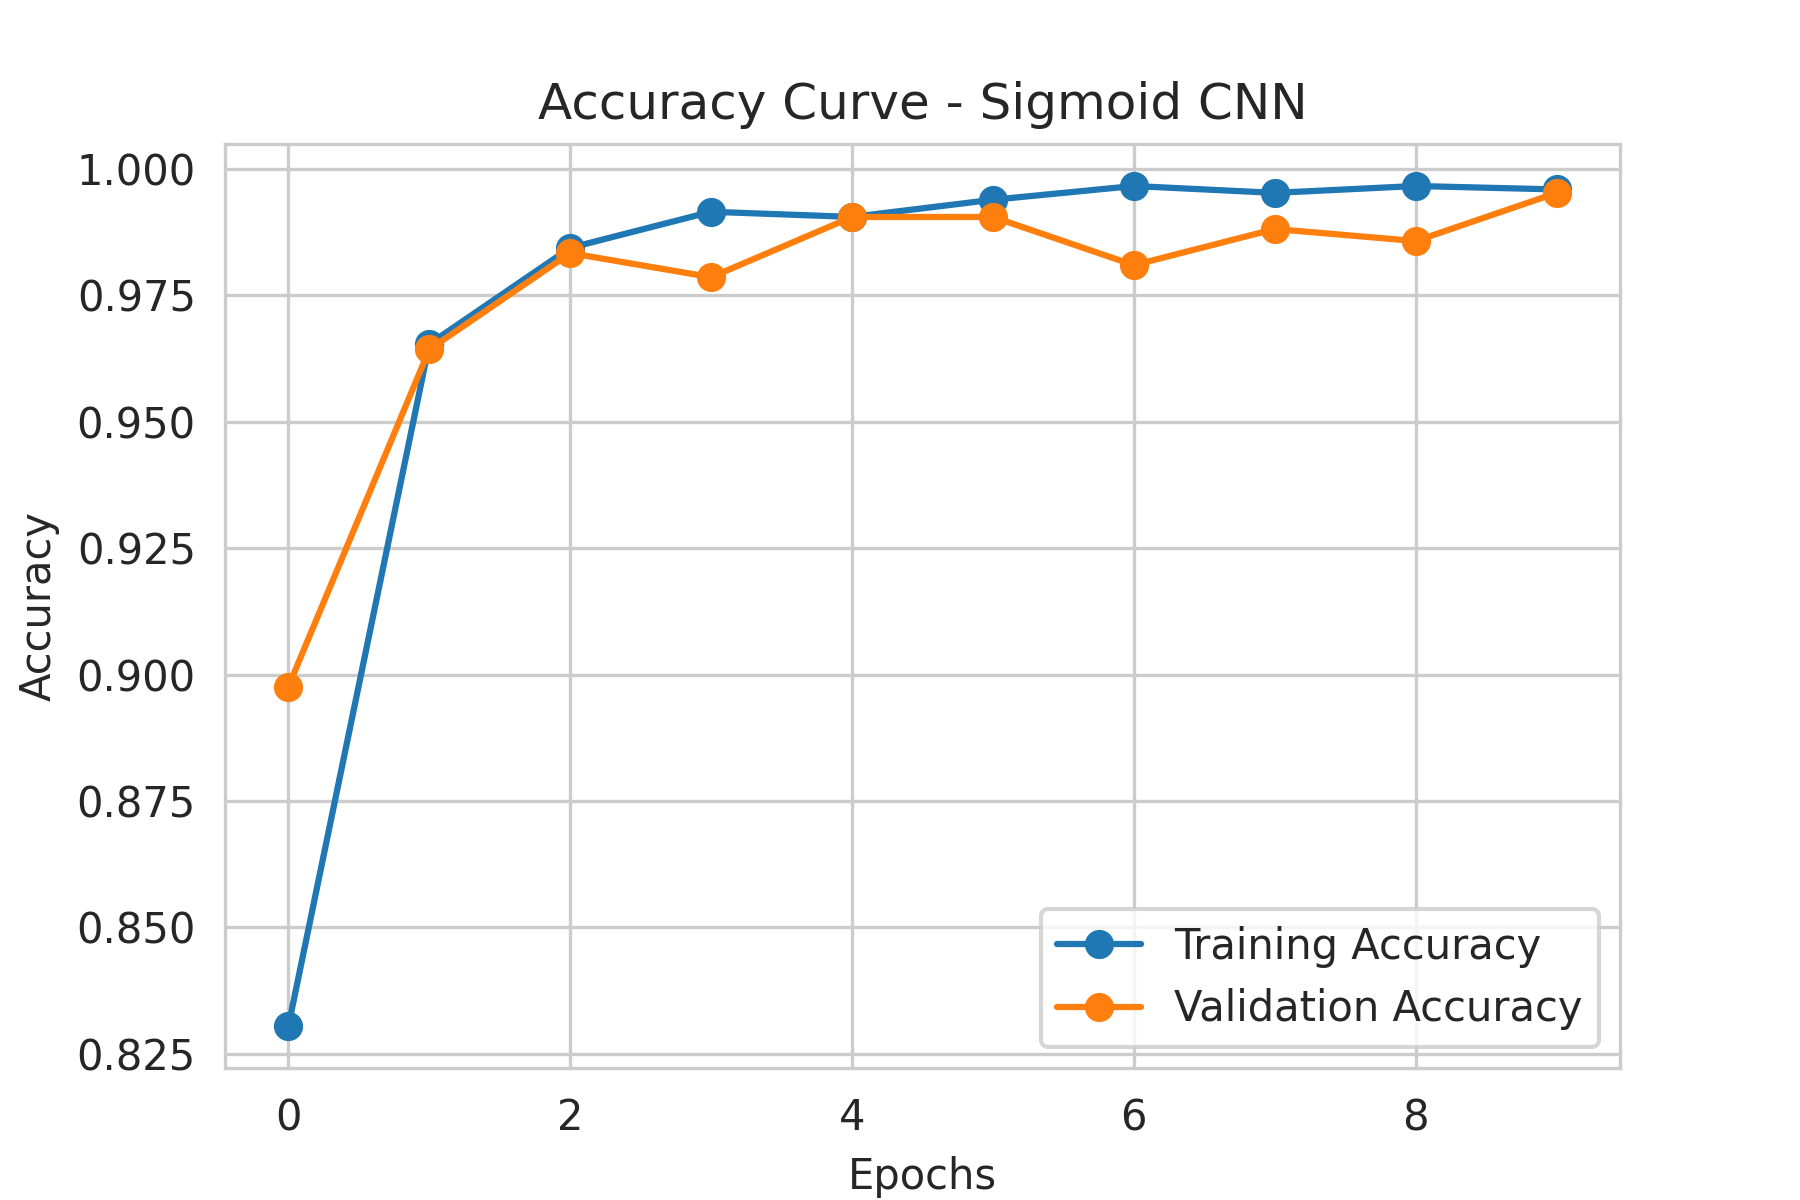 Accuracy Curve - Sigmoid CNN
1.000
0.975
0.950
0.925
0.900
0.875
0.850
0.825
Accuracy
Training Accuracy
Validation Accuracy
0 2 4 6 8
Epochs